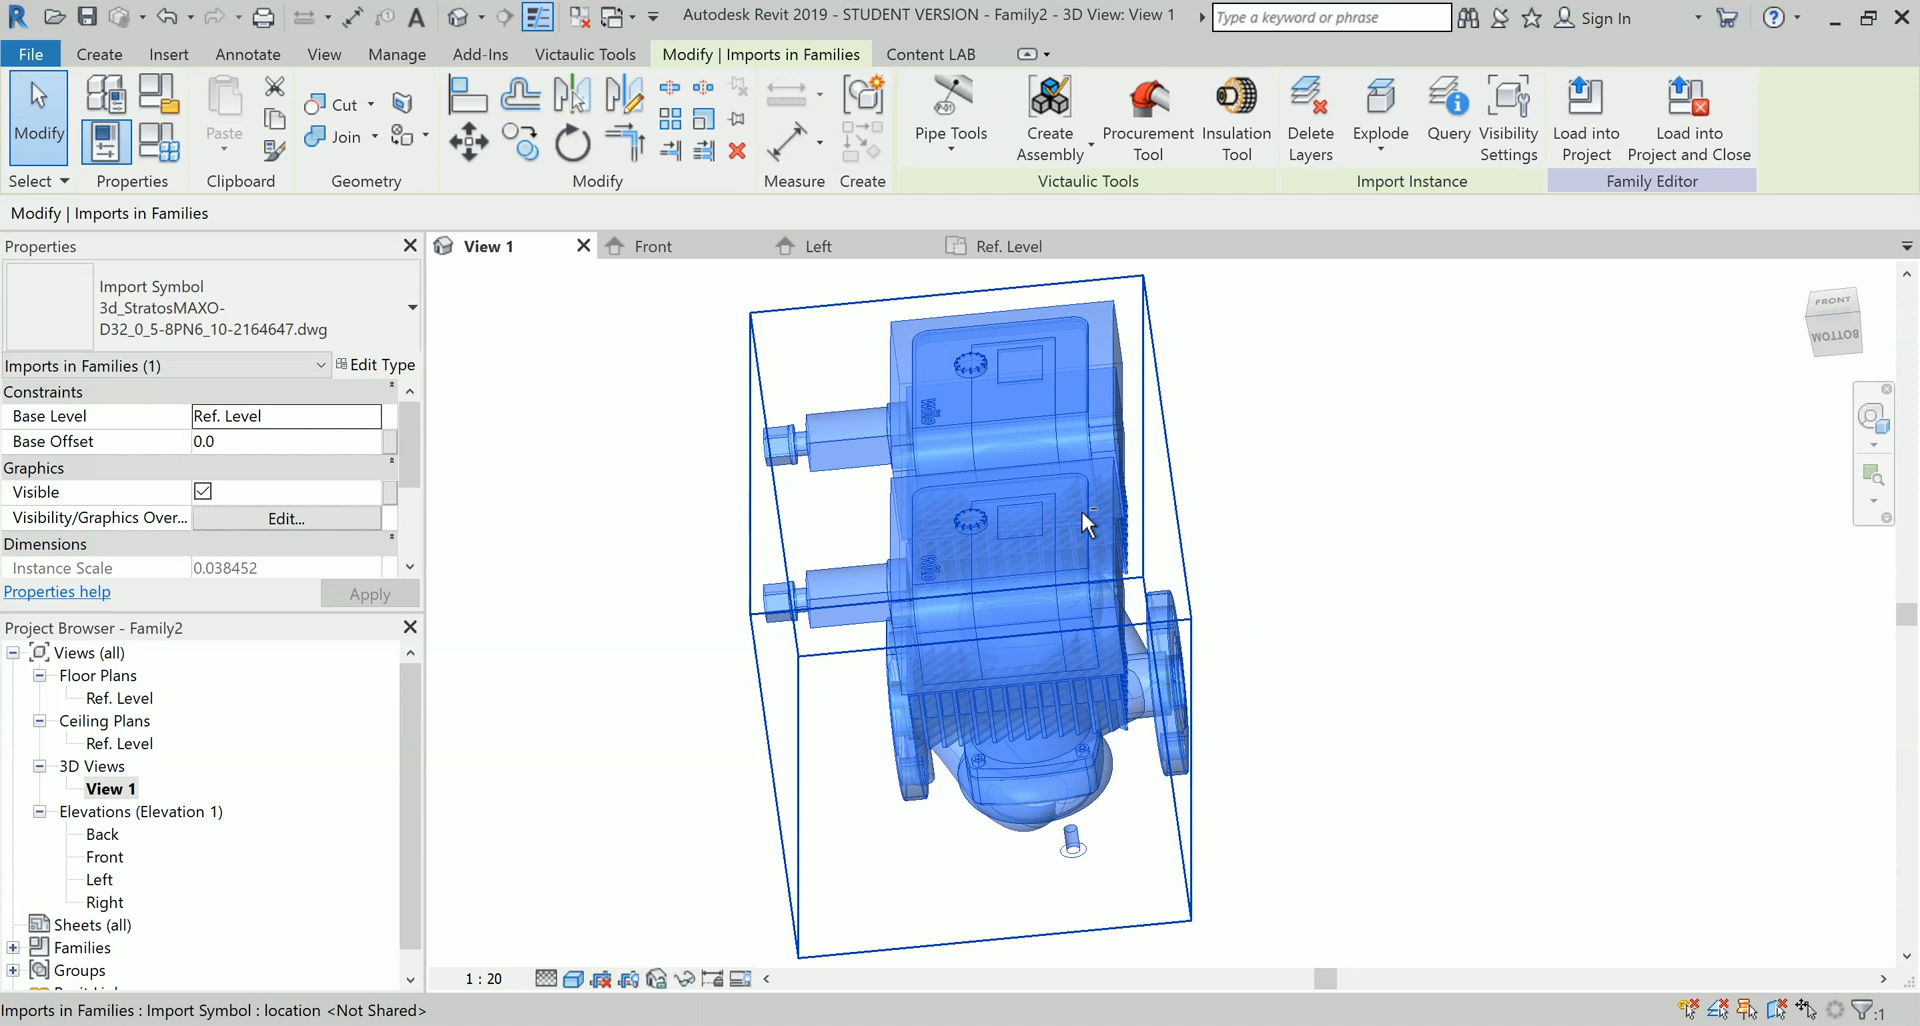 Autodesk Revit 2019 - STUDENT VERSION - Family2 - 3D View: View 1
Type a keyword or phrase
Sign In
File
Create
Insert
Annotate
View
Manage
Add-Ins
Victaulic Tools
Modify | Imports in Families
Content LAB
Modify
Paste
Cut
Join
Pipe Tools
Create Assembly
Procurement Tool
Insulation Tool
Delete Layers
Explode
Query
Visibility Settings
Load into Project
Load into Project and Close
Select
Properties
Clipboard
Geometry
Modify
Measure
Create
Victaulic Tools
Import Instance
Family Editor
Modify | Imports in Families
Properties
View 1
Front
Left
Ref. Level
Import Symbol
3d_StratosMAXO-
D32_0_5-8PN6_10-2164647.dwg
Imports in Families (1)
Edit Type
Constraints
Base Level
Ref. Level
Base Offset
0.0
Graphics
Visible
Visibility/Graphics Over...
Edit...
Dimensions
Instance Scale
0.038452
Properties help
Apply
Project Browser - Family2
Views (all)
Floor Plans
Ref. Level
Ceiling Plans
Ref. Level
3D Views
View 1
Elevations (Elevation 1)
Back
Front
Left
Right
Sheets (all)
Families
Groups
FRONT
BOTTOM
wilo
wilo
1 : 20
Imports in Families : Import Symbol : location <Not Shared>
:1